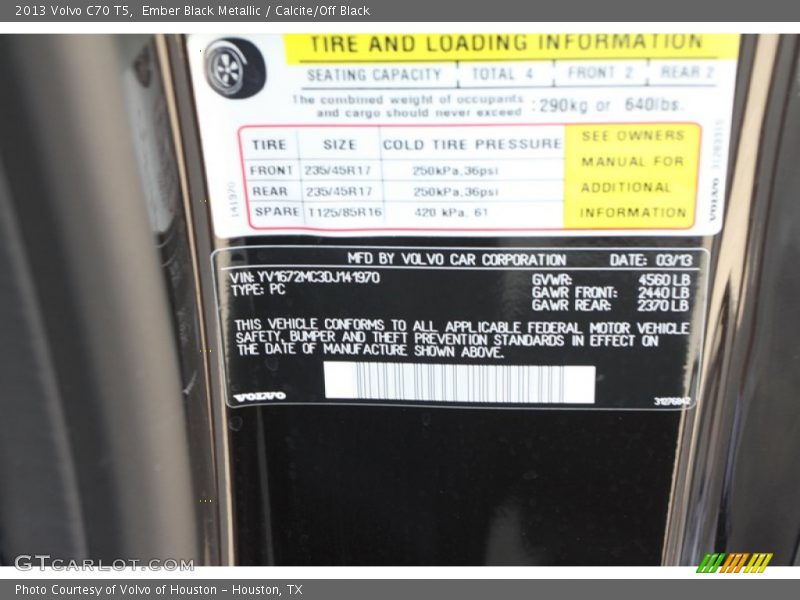 2013 Volvo C70 T5,  Ember Black Metallic / Calcite/Off Black
TIRE AND LOADING INFORMATION
SEATING CAPACITY TOTAL 4 FRONT 2 REAR 2
The combined weight of occupants
and cargo should never exceed : 290kg or 640lbs.
TIRE SIZE COLD TIRE PRESSURE
FRONT 235/45R17 250kPa,36psi
REAR 235/45R17 250kPa,36psi
SPARE T125/85R16 420 kPa, 61
SEE OWNERS
MANUAL FOR
ADDITIONAL
INFORMATION
141970
VOLVO
MFD BY VOLVO CAR CORPORATION DATE: 03/13
VIN: YV1672MC3DJ141970
TYPE: PC
GVWR: 4560 LB
GAWR FRONT: 2440 LB
GAWR REAR: 2370 LB
THIS VEHICLE CONFORMS TO ALL APPLICABLE FEDERAL MOTOR VEHICLE
SAFETY, BUMPER AND THEFT PREVENTION STANDARDS IN EFFECT ON
THE DATE OF MANUFACTURE SHOWN ABOVE.
VOLVO
GTCARLOT.COM
Photo Courtesy of Volvo of Houston - Houston, TX